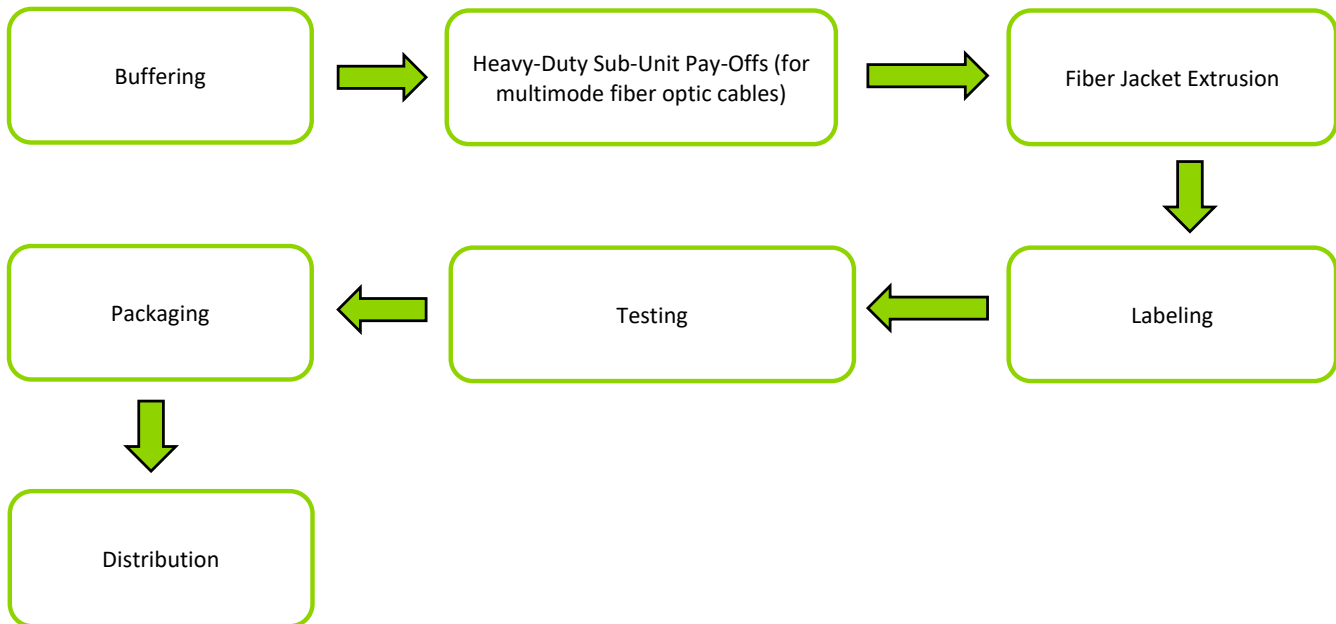 Buffering
Heavy-Duty Sub-Unit Pay-Offs (for
multimode fiber optic cables)
Fiber Jacket Extrusion
Labeling
Testing
Packaging
Distribution